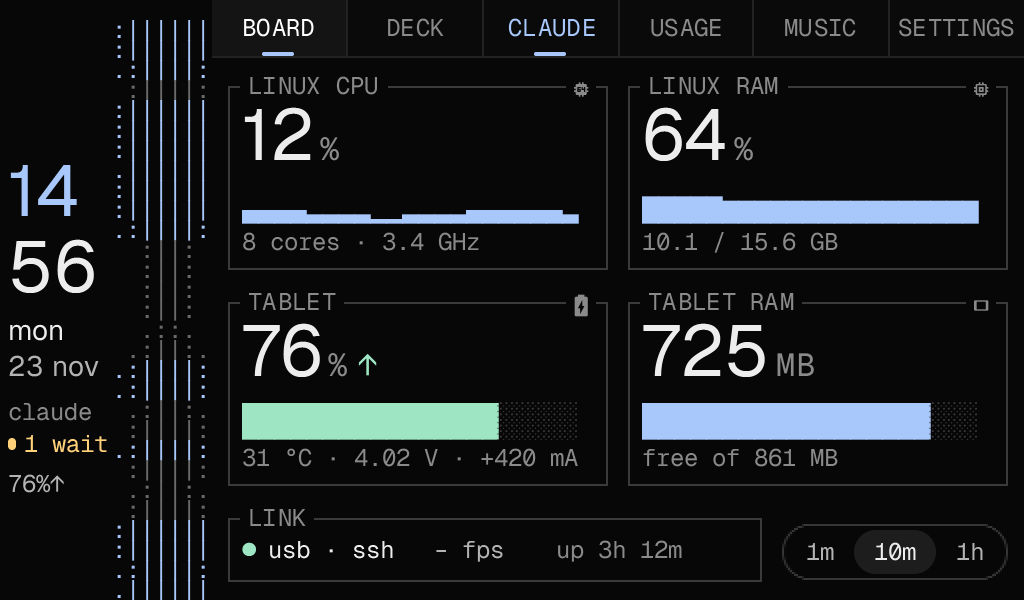 BOARD DECK CLAUDE USAGE MUSIC SETTINGS
14
56
mon
23 nov
claude
1 wait
76%↑
LINUX CPU
12%
8 cores · 3.4 GHz
LINUX RAM
64%
10.1 / 15.6 GB
TABLET
76%↑
31 °C · 4.02 V · +420 mA
TABLET RAM
725 MB
free of 861 MB
LINK
usb · ssh – fps up 3h 12m
1m 10m 1h